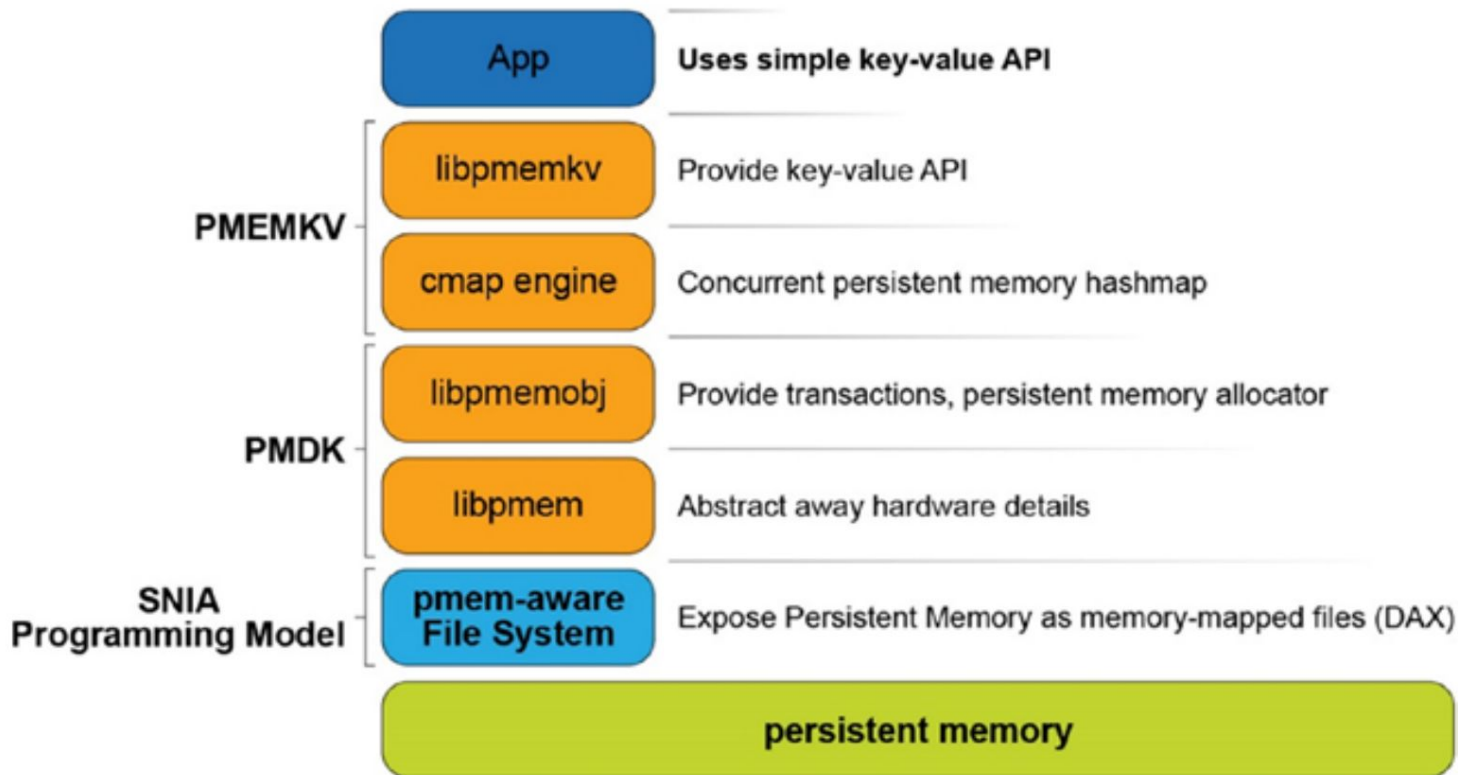 App
Uses simple key-value API
PMEMKV
libpmemkv
Provide key-value API
cmap engine
Concurrent persistent memory hashmap
PMDK
libpmemobj
Provide transactions, persistent memory allocator
libpmem
Abstract away hardware details
SNIA
Programming Model
pmem-aware
File System
Expose Persistent Memory as memory-mapped files (DAX)
persistent memory